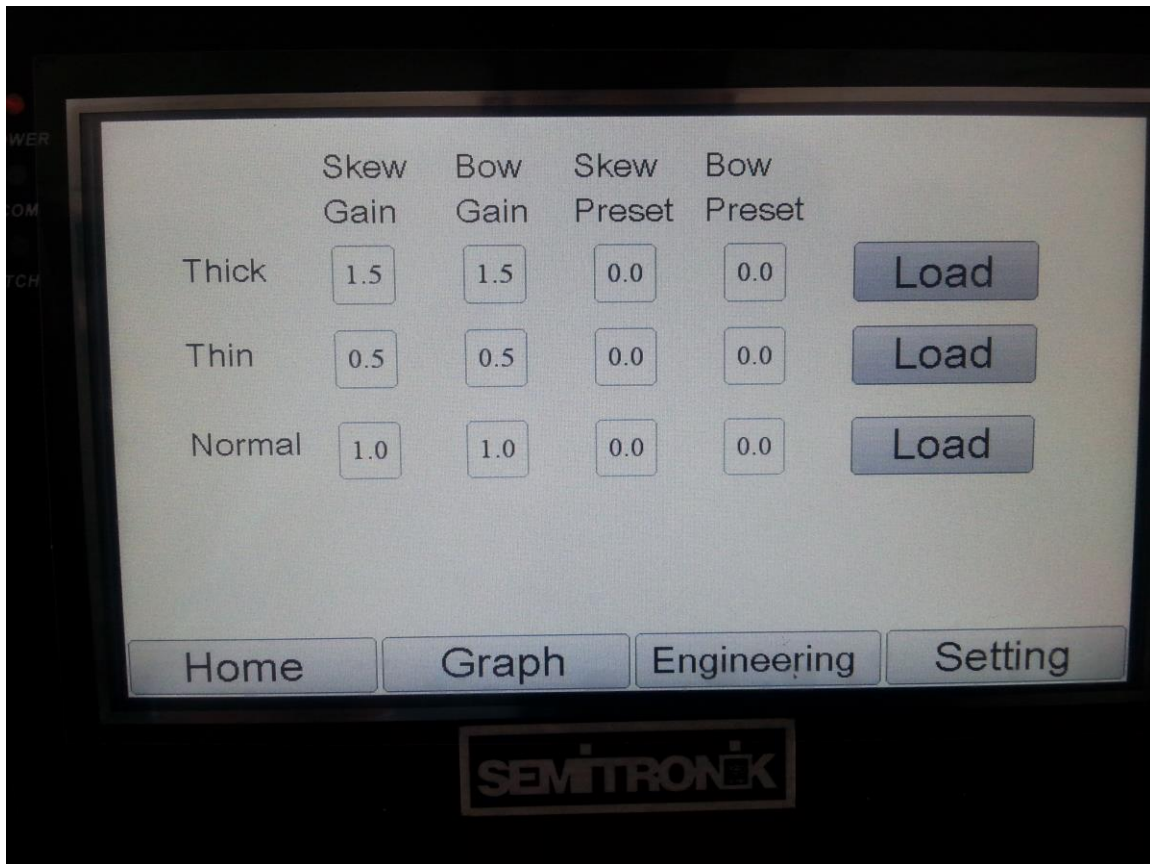 Skew Bow Skew Bow
Gain Gain Preset Preset
Thick 1.5 1.5 0.0 0.0 Load
Thin 0.5 0.5 0.0 0.0 Load
Normal 1.0 1.0 0.0 0.0 Load
Home Graph Engineering Setting
SEMITRONIK